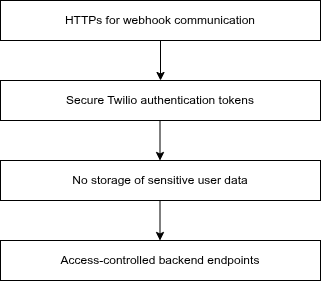 HTTPs for webhook communication
Secure Twilio authentication tokens
No storage of sensitive user data
Access-controlled backend endpoints